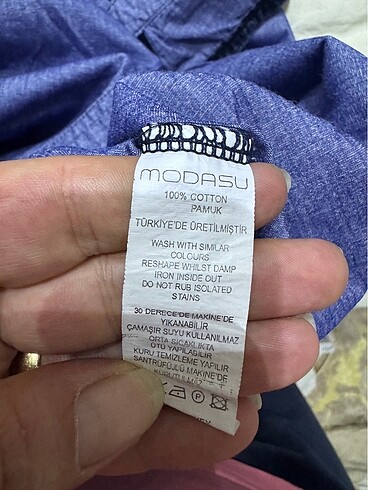 MODASU
100% COTTON
PAMUK
TÜRKİYE'DE ÜRETİLMİŞTİR
WASH WITH SIMILAR
COLOURS
RESHAPE WHILST DAMP
IRON INSIDE OUT
DO NOT RUB ISOLATED
STAINS
30 DERECE'DE MAKİNE'DE
YIKANABİLİR
ÇAMAŞIR SUYU KULLANILMAZ
ORTA SICAKLIKTA
ÜTÜ YAPILABİLİR
KURU TEMİZLEME YAPILIR
SANTRÜFÜJLÜ MAKİNE'DE
KURUTULMAZ